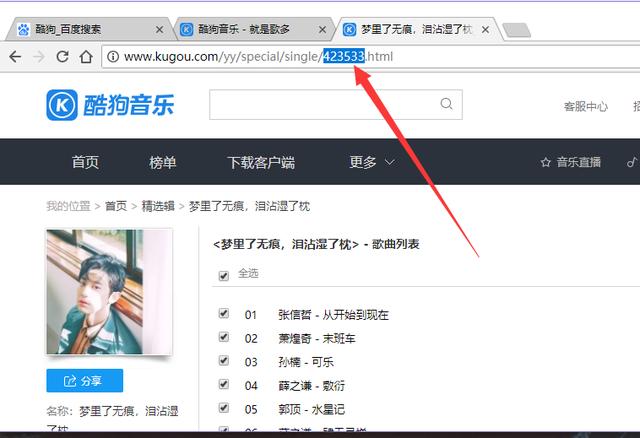 酷狗_百度搜索
酷狗音乐 - 就是歌多
梦里了无痕，泪沾湿了枕
www.kugou.com/yy/special/single/423533.html
酷狗音乐
客服中心
招
首页
榜单
下载客户端
更多
音乐直播
我的位置 > 首页 > 精选辑 > 梦里了无痕，泪沾湿了枕
<梦里了无痕，泪沾湿了枕> - 歌曲列表
全选
01 张信哲 - 从开始到现在
02 萧煌奇 - 末班车
03 孙楠 - 可乐
04 薛之谦 - 敷衍
05 郭顶 - 水星记
分享
名称：梦里了无痕，泪沾湿
了枕